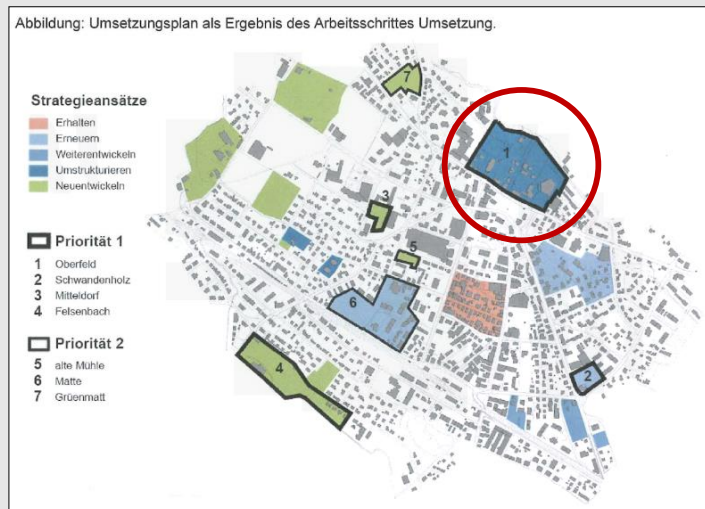 Abbildung: Umsetzungsplan als Ergebnis des Arbeitsschrittes Umsetzung.
Strategieansätze
Erhalten
Erneuern
Weiterentwickeln
Umstrukturieren
Neuentwickeln
Priorität 1
1 Oberfeld
2 Schwandenholz
3 Mitteldorf
4 Felsenbach
Priorität 2
5 alte Mühle
6 Matte
7 Grüenmatt
7
1
3
5
6
4
2